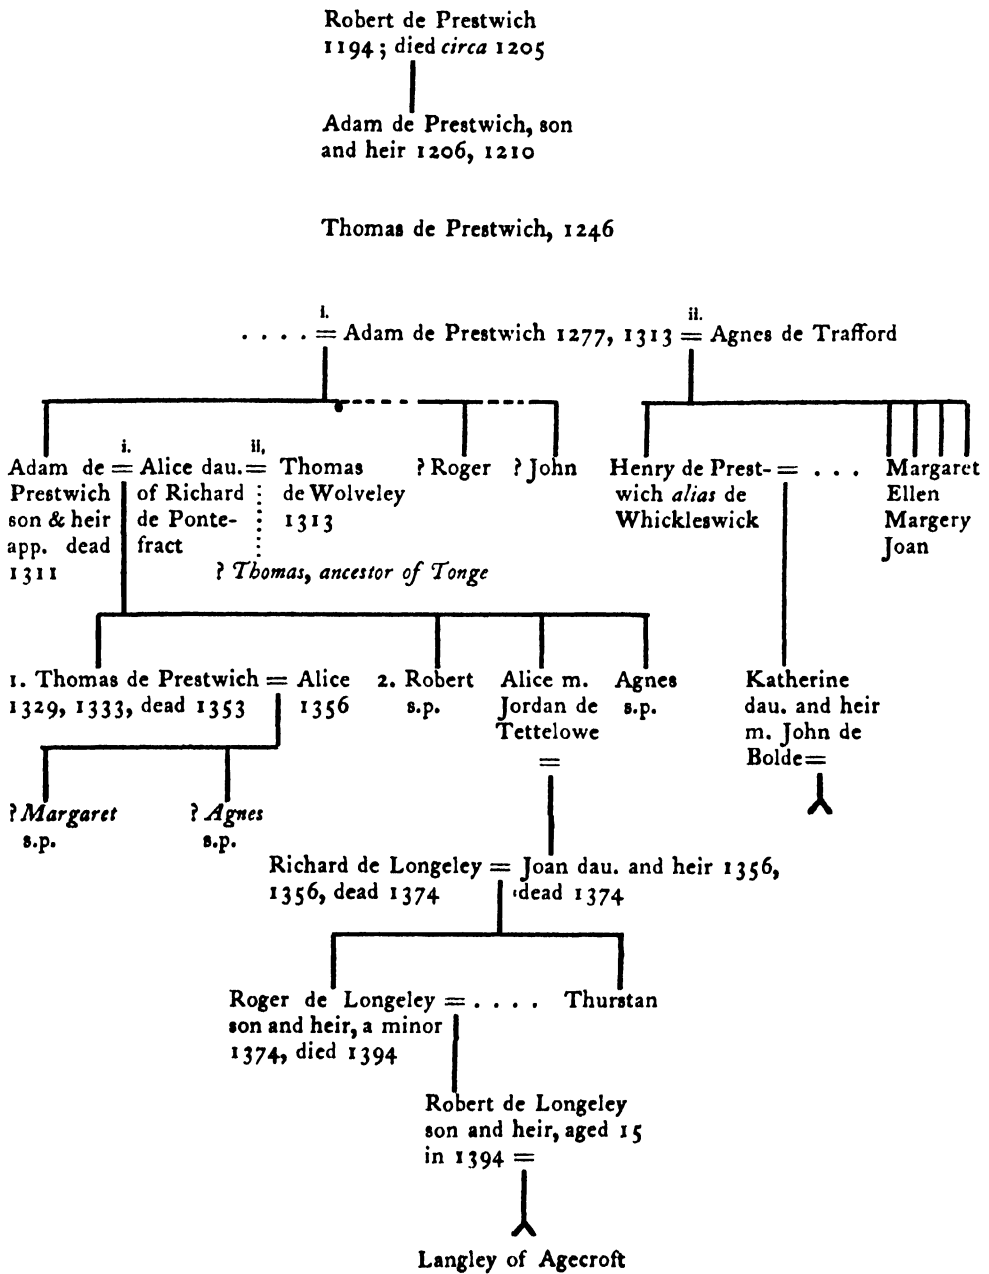 Robert de Prestwich
1194; died circa 1205
Adam de Prestwich, son
and heir 1206, 1210
Thomas de Prestwich, 1246
i.
ii.
. . . . = Adam de Prestwich 1277, 1313 = Agnes de Trafford
i.
ii.
Adam de = Alice dau. = Thomas
Prestwich of Richard de Wolveley
son & heir de Ponte- 1313
app. dead fract
1311
? Roger
? John
Henry de Prest- = . . .
wich alias de
Whickleswick
Margaret
Ellen
Margery
Joan
? Thomas, ancestor of Tonge
1. Thomas de Prestwich = Alice
1329, 1333, dead 1353 1356
2. Robert
s.p.
Alice m.
Jordan de
Tettelowe
=
Agnes
s.p.
Katherine
dau. and heir
m. John de
Bolde=
? Margaret
s.p.
? Agnes
s.p.
Richard de Longeley = Joan dau. and heir 1356,
1356, dead 1374 dead 1374
Roger de Longeley = . . . . Thurstan
son and heir, a minor
1374, died 1394
Robert de Longeley
son and heir, aged 15
in 1394 =
Langley of Agecroft